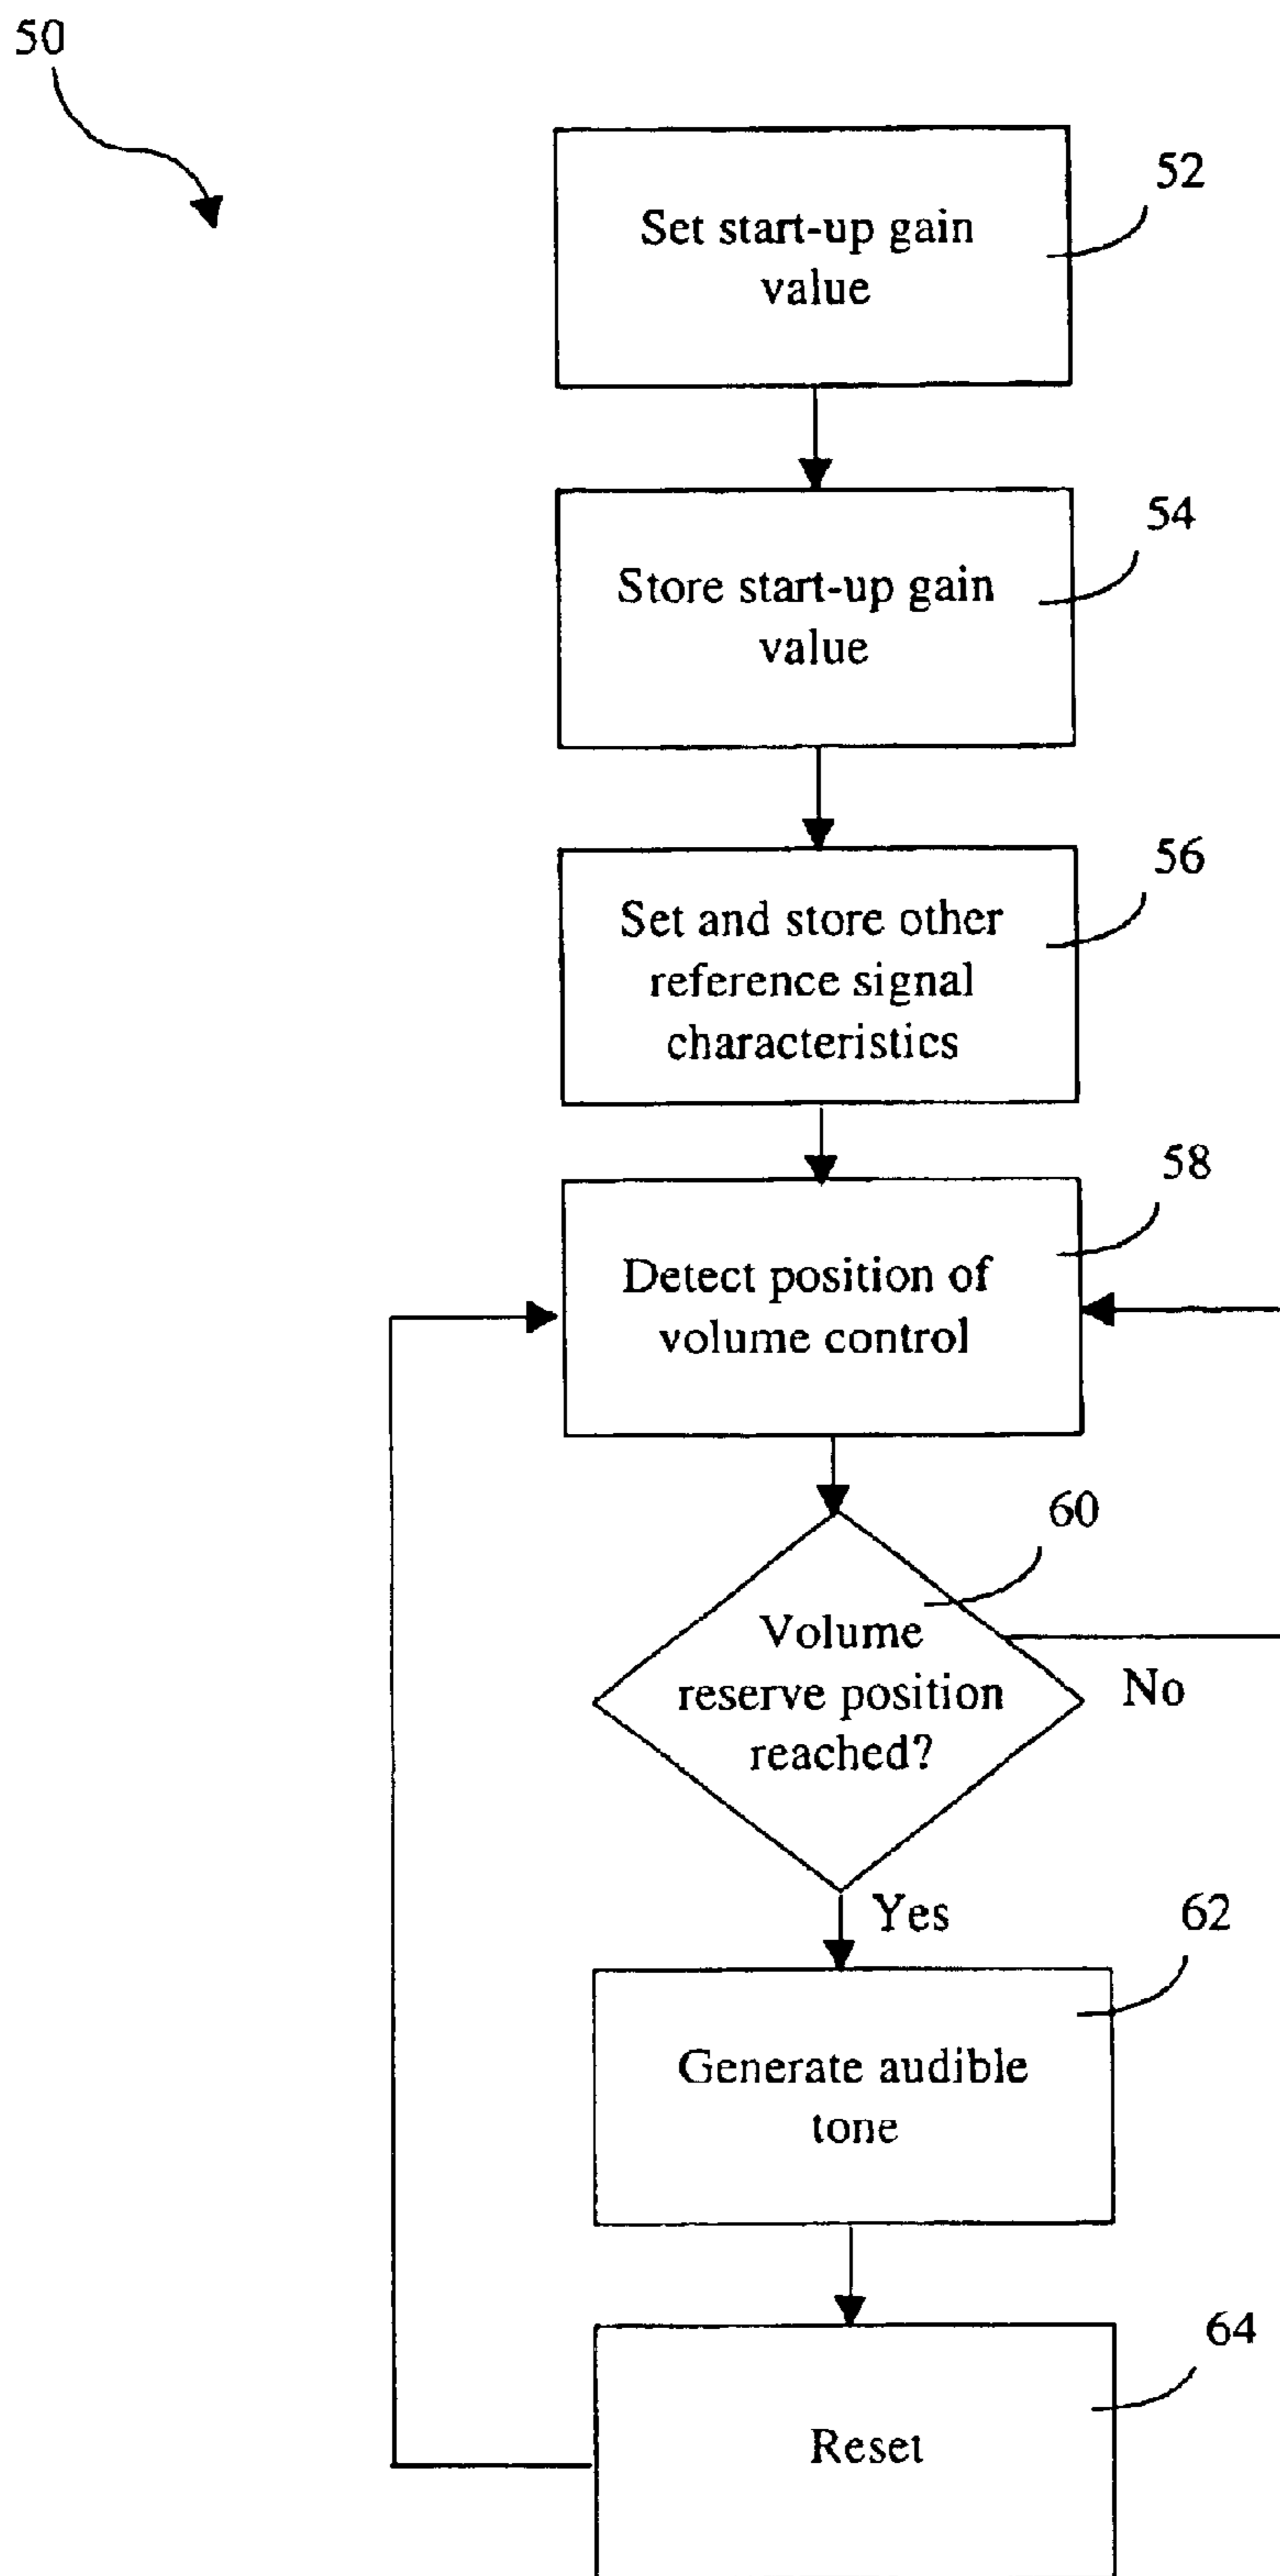 50
52
Set start-up gain
value
54
Store start-up gain
value
56
Set and store other
reference signal
characteristics
58
Detect position of
volume control
60
Volume
reserve position
reached?
No
Yes
62
Generate audible
tone
64
Reset